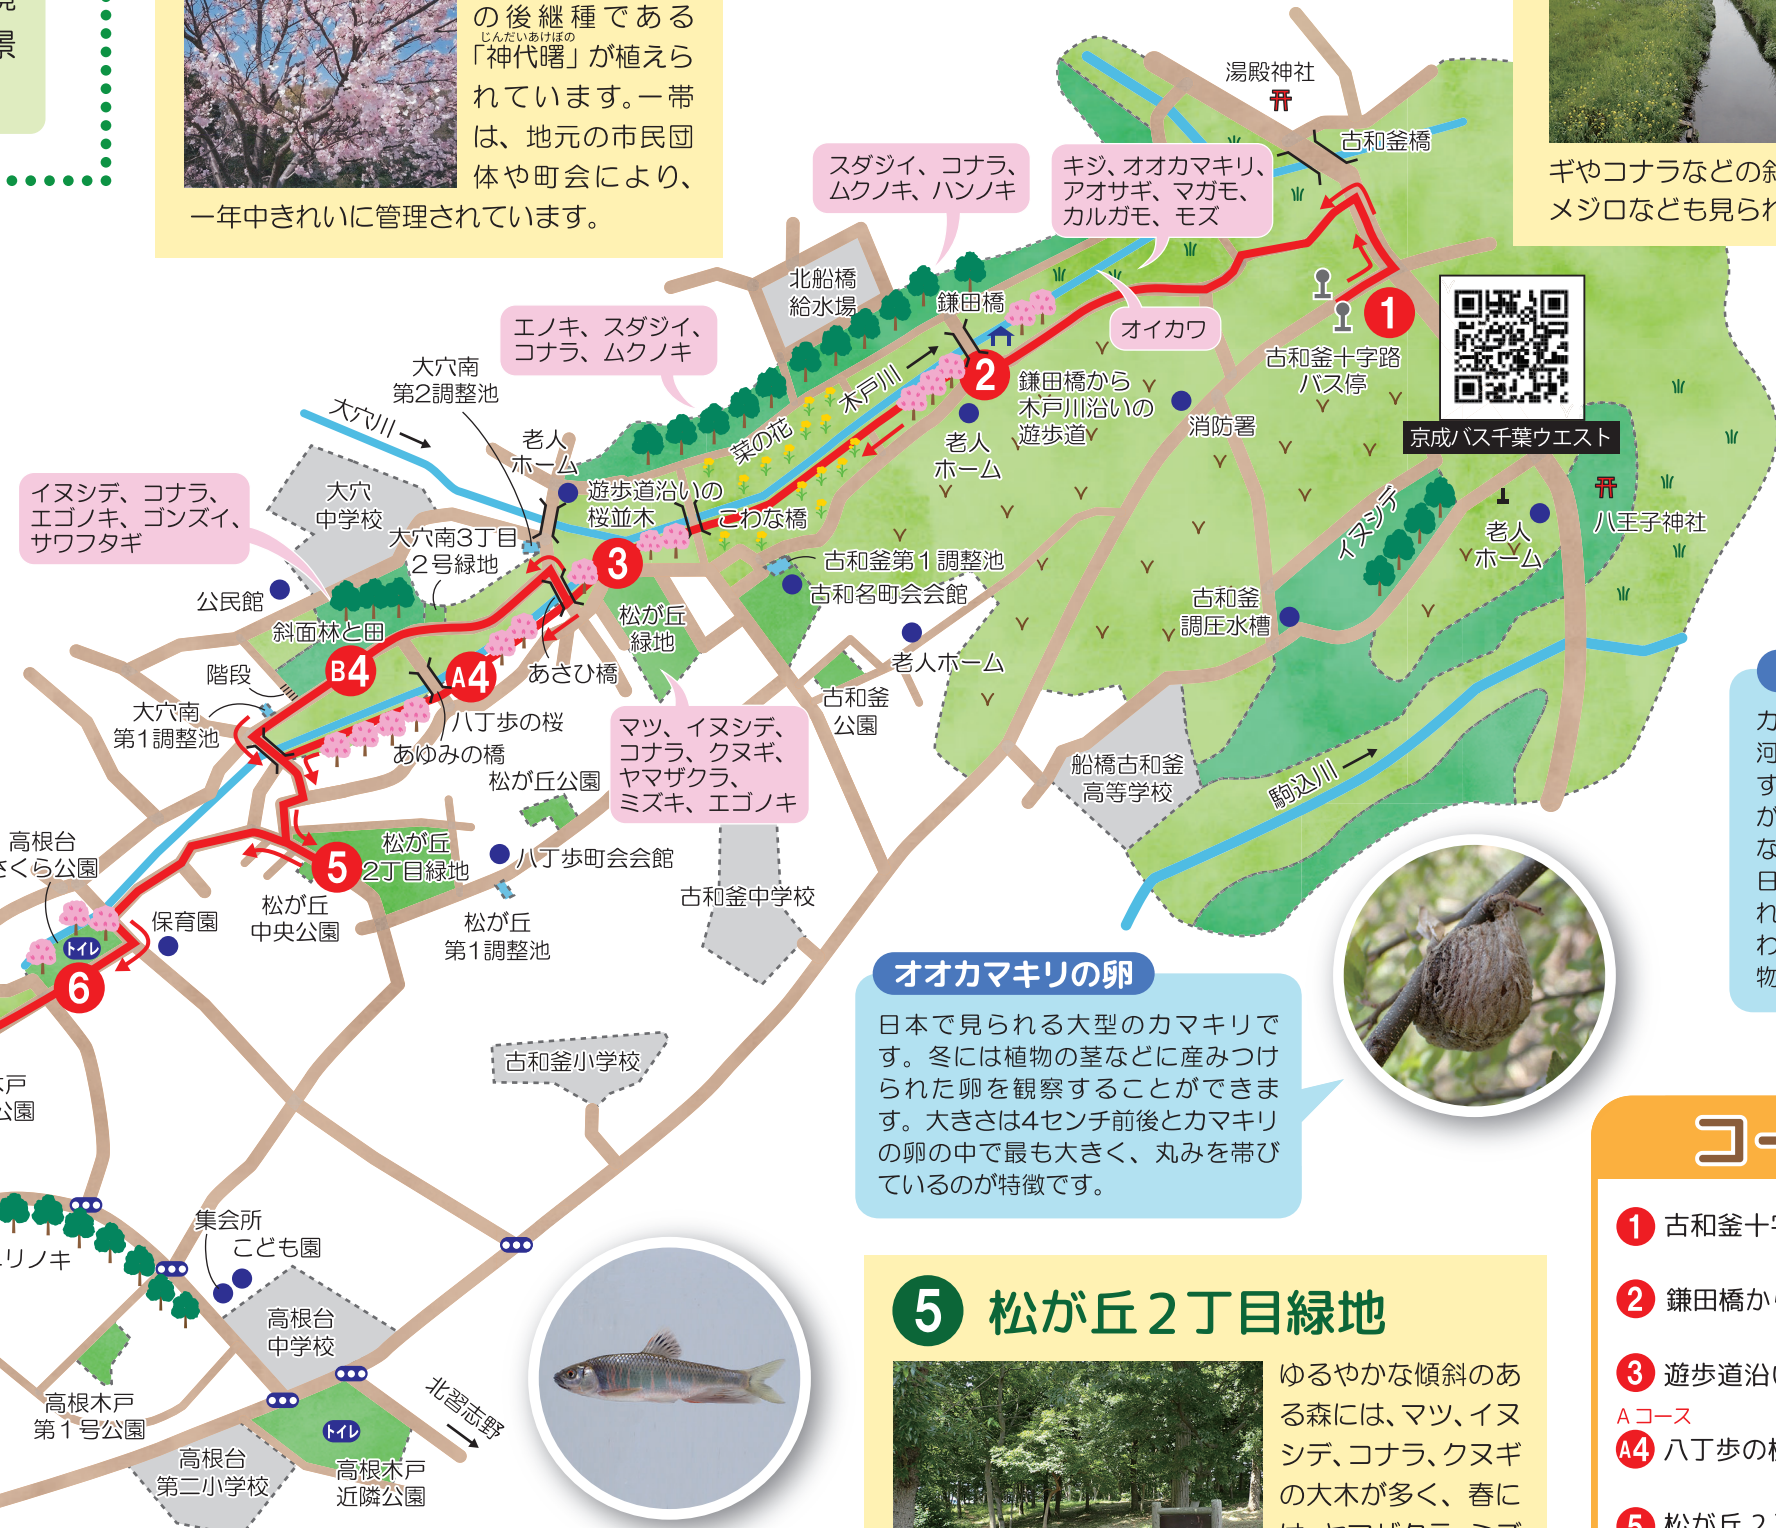 景
の後継種である
じんだいあけぼの
「神代曙」が植えら
れています。一帯
は、地元の市民団
体や町会により、
一年中きれいに管理されています。
ギやコナラなどの斜
メジロなども見られ
湯殿神社
古和釜橋
スダジイ、コナラ、
ムクノキ、ハンノキ
キジ、オオカマキリ、
アオサギ、マガモ、
カルガモ、モズ
北船橋
給水場
鎌田橋
オイカワ
1
古和釜十字路
バス停
京成バス千葉ウエスト
エノキ、スダジイ、
コナラ、ムクノキ
大穴南
第2調整池
大穴川
木戸川
菜の花
2
鎌田橋から
木戸川沿いの
遊歩道
老人
ホーム
消防署
老人
ホーム
遊歩道沿いの
桜並木
こわな橋
大穴
中学校
イヌシデ、コナラ、
エゴノキ、ゴンズイ、
サワフタギ
大穴南3丁目
2号緑地
3
古和釜第1調整池
古和名町会会館
イヌシデ
老人
ホーム
八王子神社
公民館
斜面林と田
松が丘
緑地
古和釜
調圧水槽
階段
B4
A4
あさひ橋
老人ホーム
古和釜
公園
大穴南
第1調整池
八丁歩の桜
あゆみの橋
マツ、イヌシデ、
コナラ、クヌギ、
ヤマザクラ、
ミズキ、エゴノキ
松が丘公園
船橋古和釜
高等学校
駒込川
高根台
さくら公園
5
松が丘
2丁目緑地
八丁歩町会会館
古和釜中学校
松が丘
中央公園
松が丘
第1調整池
保育園
トイレ
6
オオカマキリの卵
日本で見られる大型のカマキリで
す。冬には植物の茎などに産みつけ
られた卵を観察することができま
す。大きさは4センチ前後とカマキリ
の卵の中で最も大きく、丸みを帯び
ているのが特徴です。
カ
河
す
が
な
日
れ
わ
物
古和釜小学校
戸
公園
リノキ
集会所
こども園
高根台
中学校
高根木戸
第1号公園
北習志野
トイレ
高根台
第二小学校
高根木戸
近隣公園
5 松が丘2丁目緑地
ゆるやかな傾斜のあ
る森には、マツ、イヌ
シデ、コナラ、クヌギ
の大木が多く、春に
コー
1 古和釜十字
2 鎌田橋から
3 遊歩道沿い
Aコース
A4 八丁歩の桜
5 松が丘2